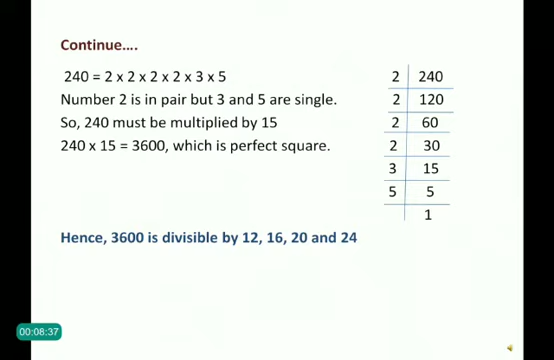 Continue….
240 = 2 x 2 x 2 x 2 x 3 x 5
Number 2 is in pair but 3 and 5 are single.
So, 240 must be multiplied by 15
240 x 15 = 3600, which is perfect square.
2 240
2 120
2 60
2 30
3 15
5 5
1
Hence, 3600 is divisible by 12, 16, 20 and 24
00:08:37